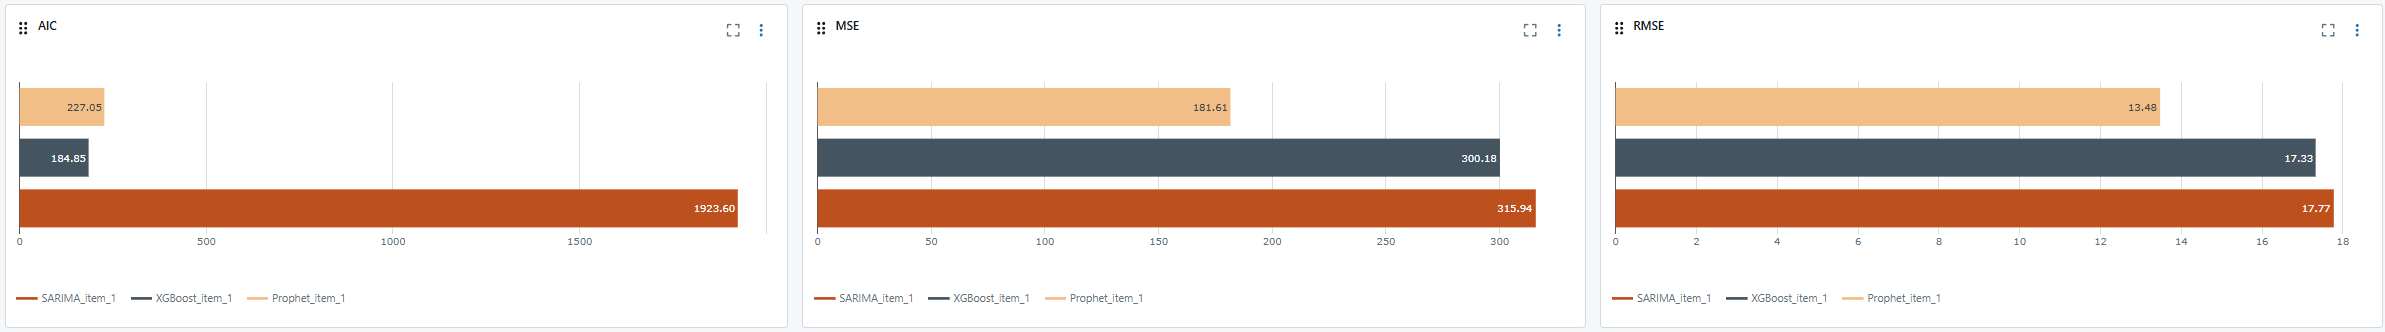 AIC
227.05
184.85
1923.60
0 500 1000 1500
SARIMA_item_1 XGBoost_item_1 Prophet_item_1
MSE
181.61
300.18
315.94
0 50 100 150 200 250 300
SARIMA_item_1 XGBoost_item_1 Prophet_item_1
RMSE
13.48
17.33
17.77
0 2 4 6 8 10 12 14 16 18
SARIMA_item_1 XGBoost_item_1 Prophet_item_1